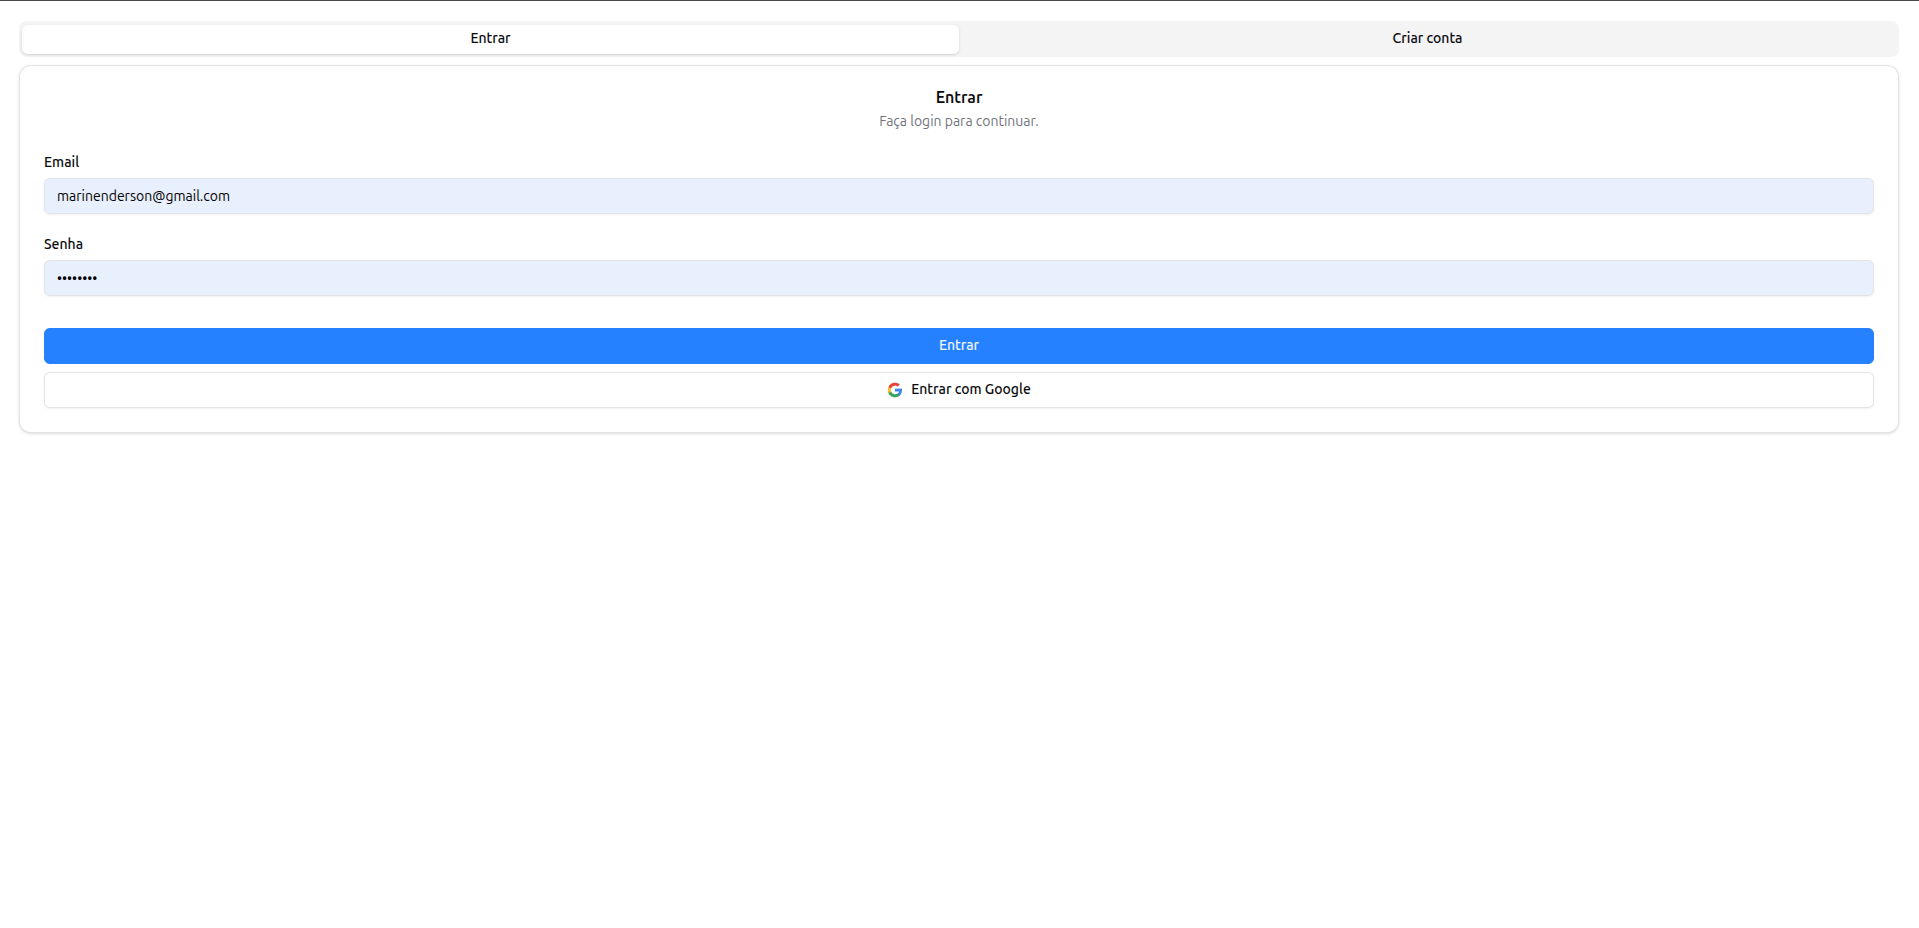 Entrar
Criar conta
Entrar
Faça login para continuar.
Email
marinenderson@gmail.com
Senha
••••••••
Entrar
Entrar com Google